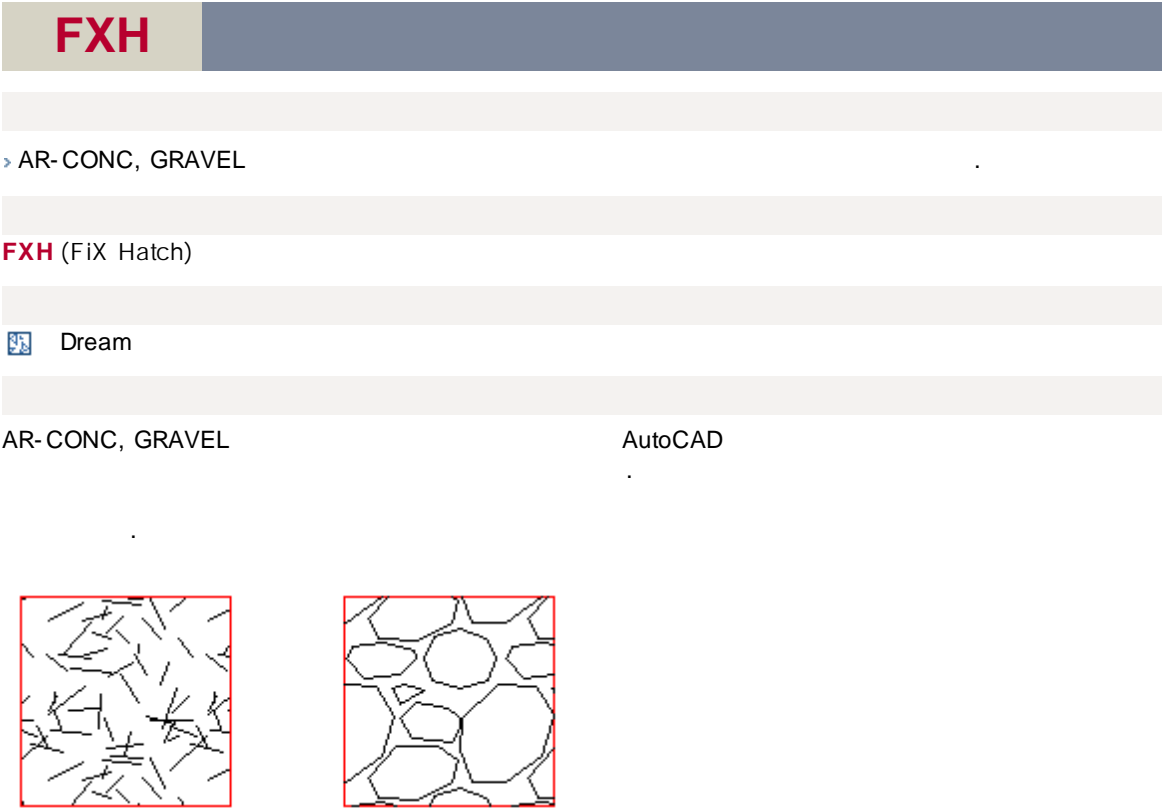 FXH
› AR-CONC, GRAVEL .
FXH (FiX Hatch)
Dream
AR-CONC, GRAVEL AutoCAD
.
.